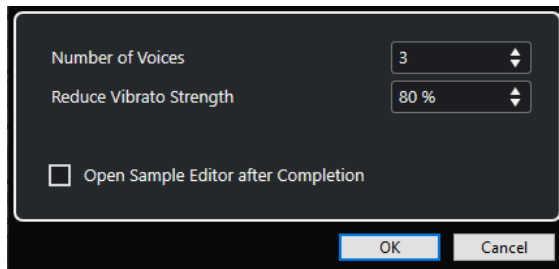 Number of Voices 3
Reduce Vibrato Strength 80 %
Open Sample Editor after Completion
OK Cancel